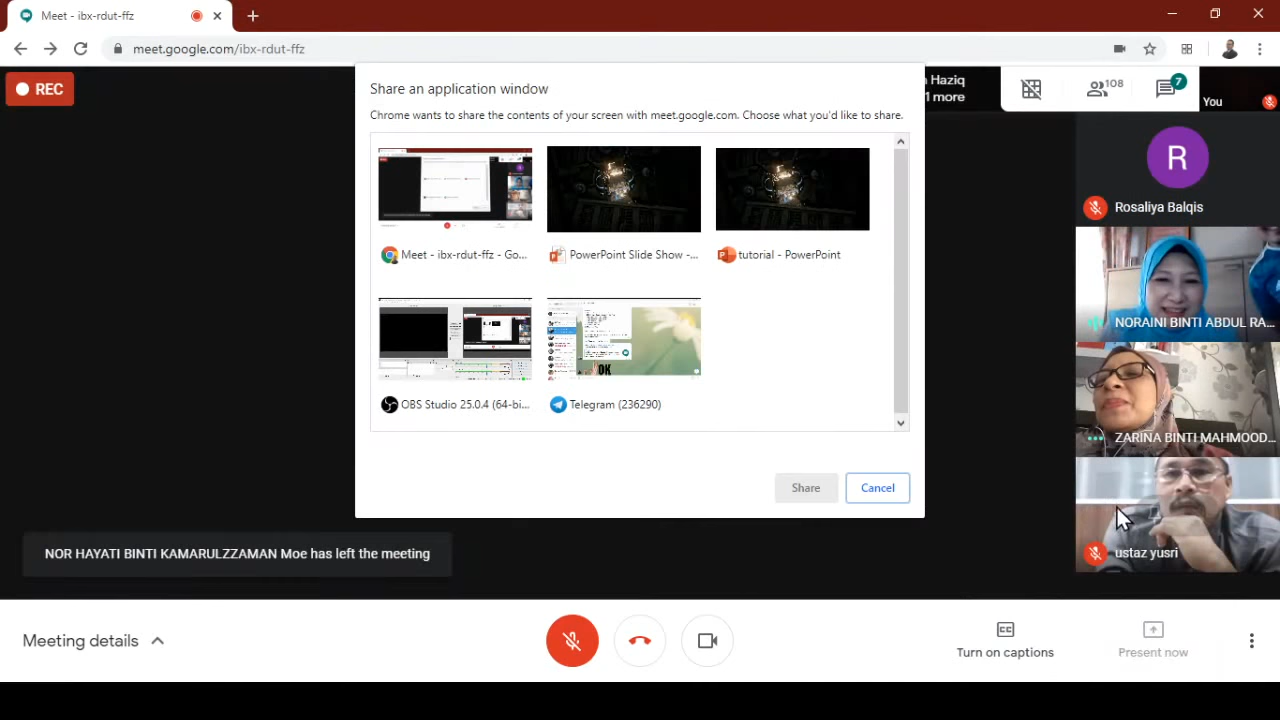 Meet - ibx-rdut-ffz
meet.google.com/ibx-rdut-ffz
REC
Share an application window
Chrome wants to share the contents of your screen with meet.google.com. Choose what you'd like to share.
Meet - ibx-rdut-ffz - Go...
PowerPoint Slide Show -...
tutorial - PowerPoint
OBS Studio 25.0.4 (64-bi...
OK
Telegram (236290)
Share
Cancel
Haziq
1 more
108
7
You
R
Rosaliya Balqis
NORAINI BINTI ABDUL RA...
ZARINA BINTI MAHMOOD...
ustaz yusri
NOR HAYATI BINTI KAMARULZZAMAN Moe has left the meeting
Meeting details
CC
Turn on captions
Present now